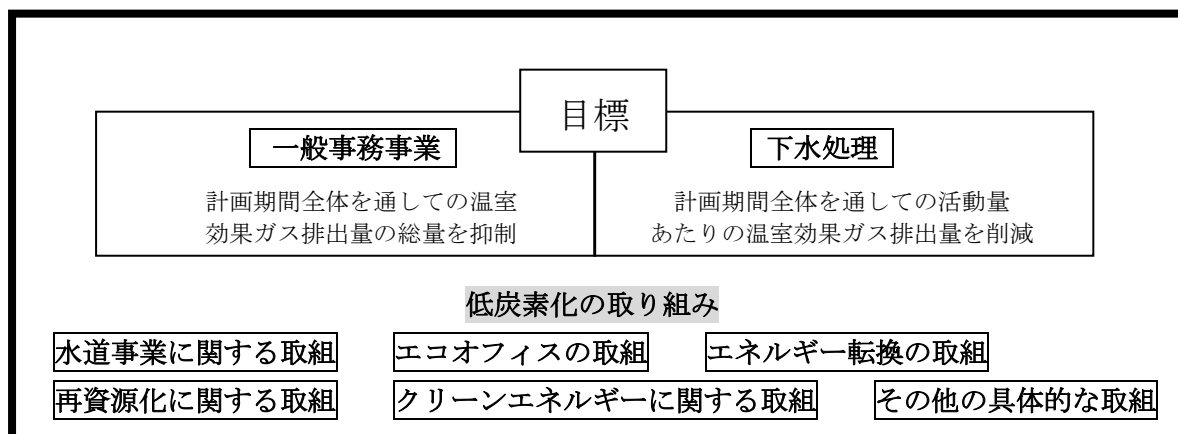 目標
一般事務事業
計画期間全体を通しての温室
効果ガス排出量の総量を抑制
下水処理
計画期間全体を通しての活動量
あたりの温室効果ガス排出量を削減
低炭素化の取り組み
水道事業に関する取組
エコオフィスの取組
エネルギー転換の取組
再資源化に関する取組
クリーンエネルギーに関する取組
その他の具体的な取組